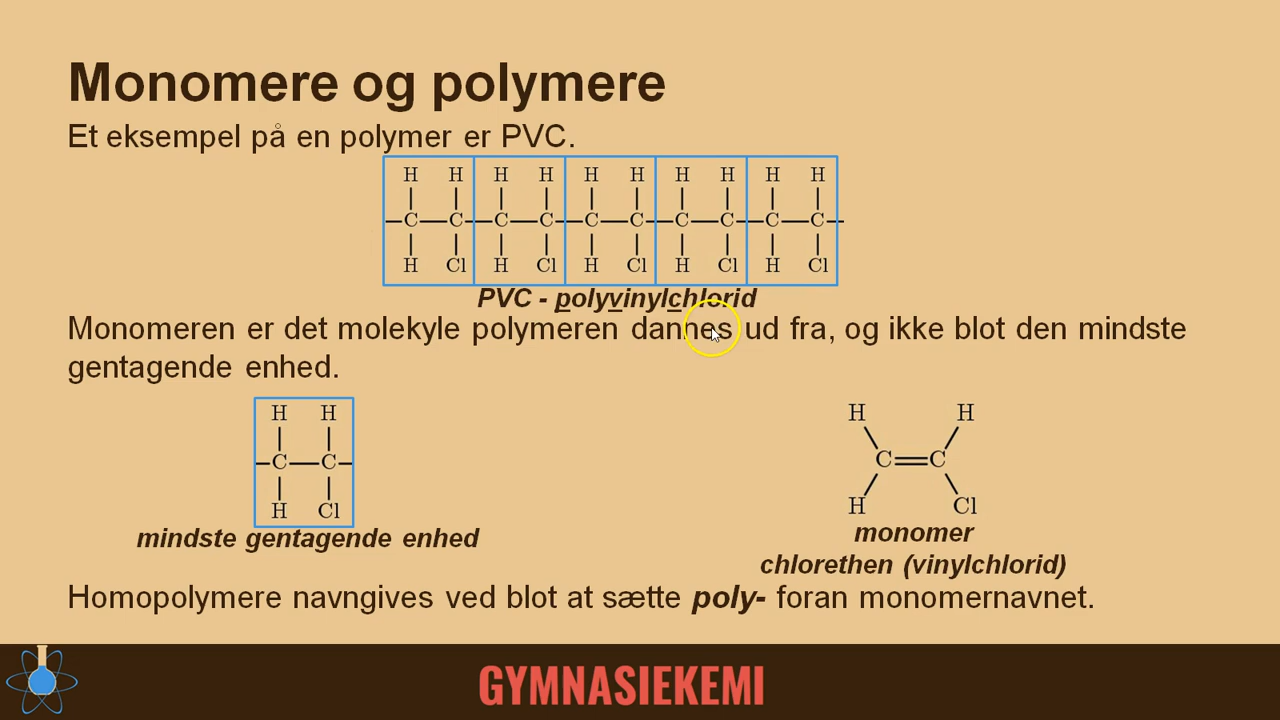 Monomere og polymere
Et eksempel på en polymer er PVC.
H H H H H H H H H H
C C C C C C C C C C
H Cl H Cl H Cl H Cl H Cl
PVC - polyvinylchlorid
Monomeren er det molekyle polymeren dannes ud fra, og ikke blot den mindste
gentagende enhed.
H H
C C
H Cl
mindste gentagende enhed
H H
C C
H Cl
monomer
chlorethen (vinylchlorid)
Homopolymere navngives ved blot at sætte poly- foran monomernavnet.
GYMNASIEKEMI